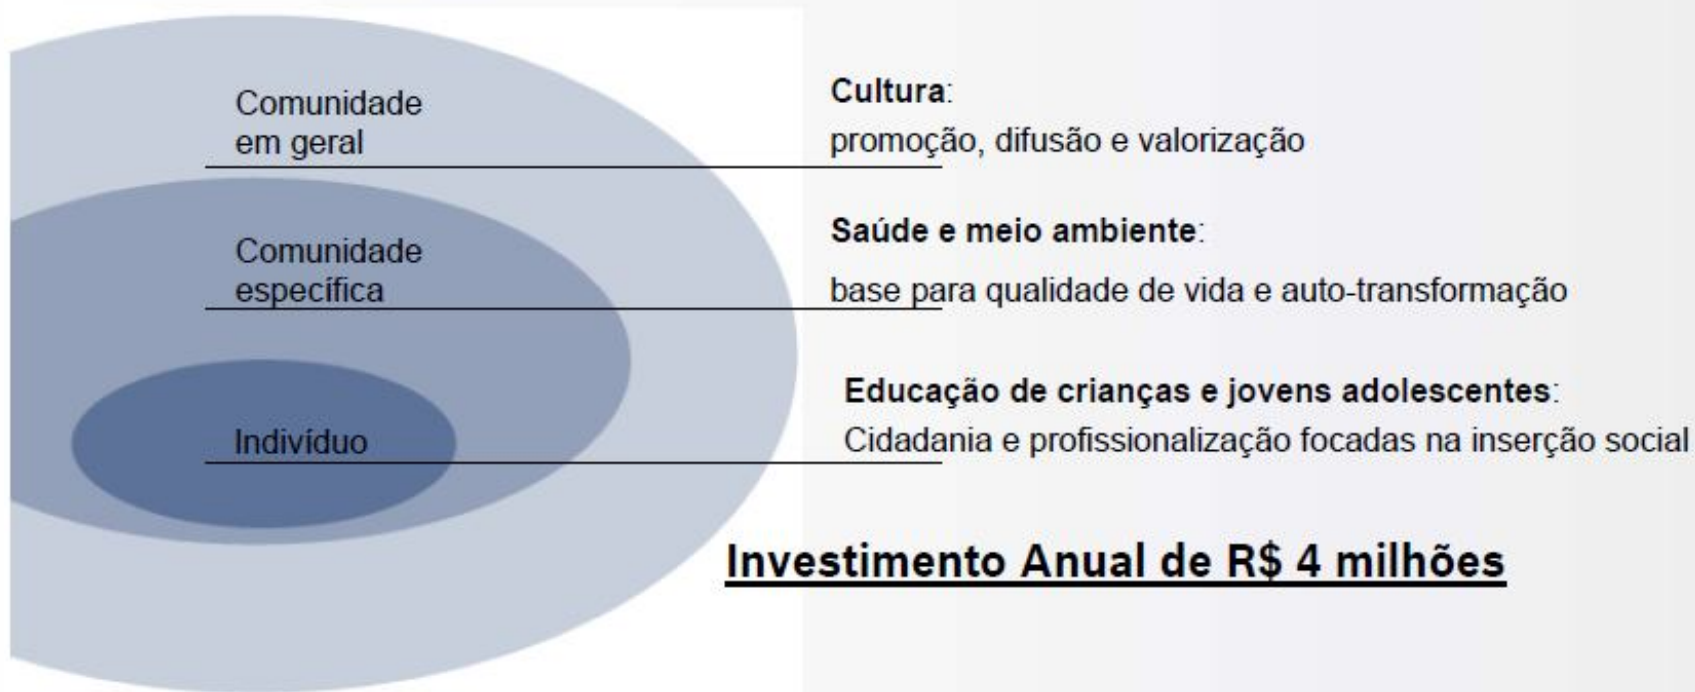 Comunidade
em geral
Cultura:
promoção, difusão e valorização
Comunidade
específica
Saúde e meio ambiente:
base para qualidade de vida e auto-transformação
Indivíduo
Educação de crianças e jovens adolescentes:
Cidadania e profissionalização focadas na inserção social
Investimento Anual de R$ 4 milhões